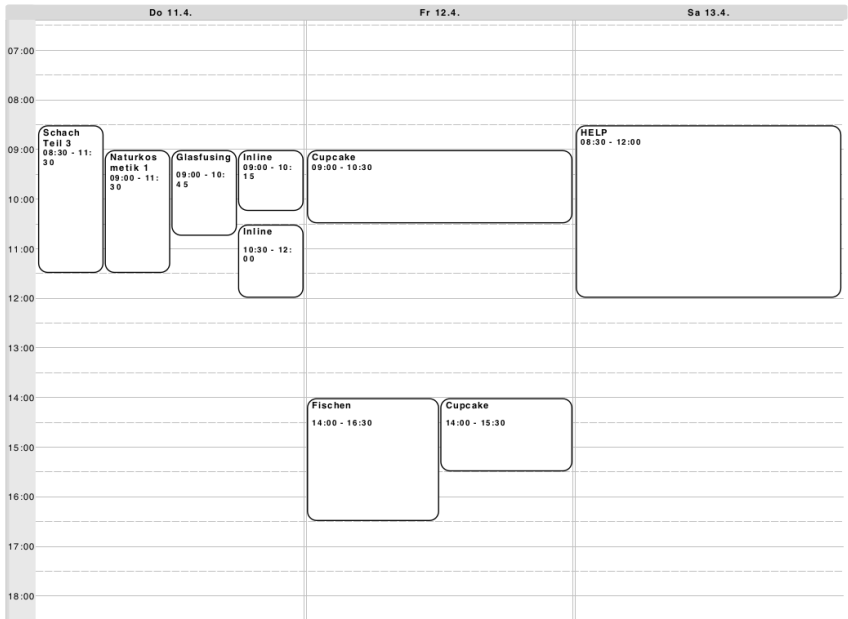 Do 11.4.
Fr 12.4.
Sa 13.4.
07:00
08:00
09:00
10:00
11:00
12:00
13:00
14:00
15:00
16:00
17:00
18:00
Schach
Teil 3
08:30 - 11:
30
Naturkos
metik 1
09:00 - 11:
30
Glasfusing
09:00 - 10:
45
Inline
09:00 - 10:
15
Inline
10:30 - 12:
00
Cupcake
09:00 - 10:30
Fischen
14:00 - 16:30
Cupcake
14:00 - 15:30
HELP
08:30 - 12:00